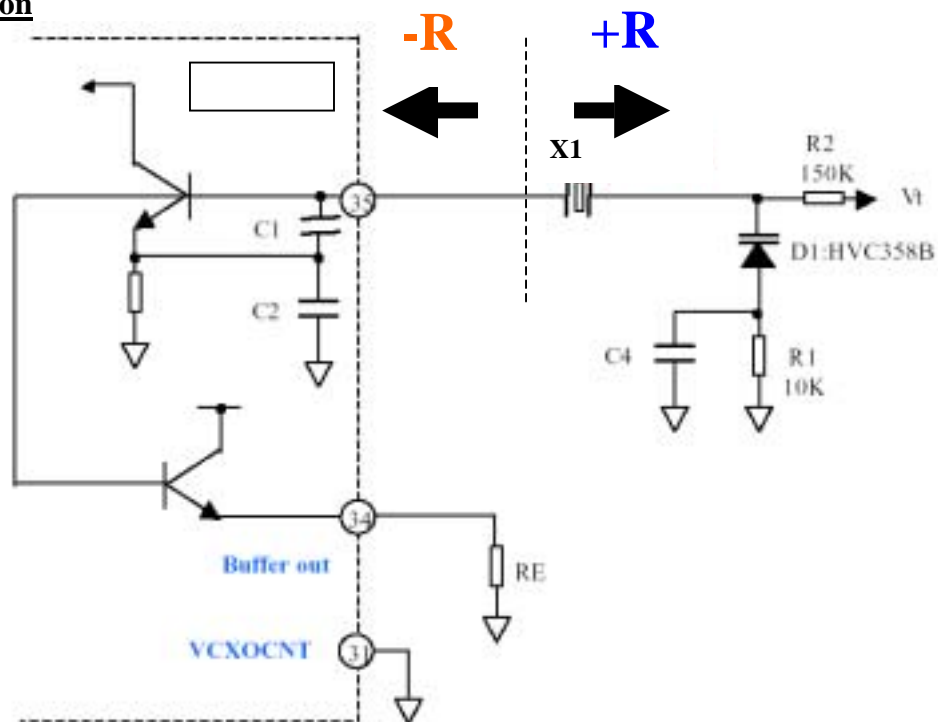 on
-R
+R
X1
R2
150K
Vt
35
C1
D1:HVC358B
C2
C4
R1
10K
34
Buffer out
RE
VCXOCNT
31